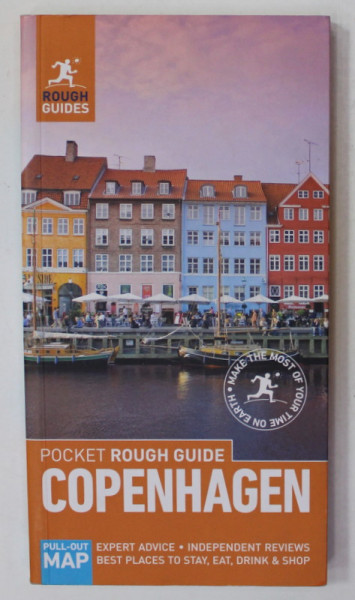 ROUGH
GUIDES
MAKE THE MOST OF YOUR TIME ON EARTH
POCKET ROUGH GUIDE
COPENHAGEN
PULL-OUT
MAP
EXPERT ADVICE • INDEPENDENT REVIEWS
BEST PLACES TO STAY, EAT, DRINK & SHOP